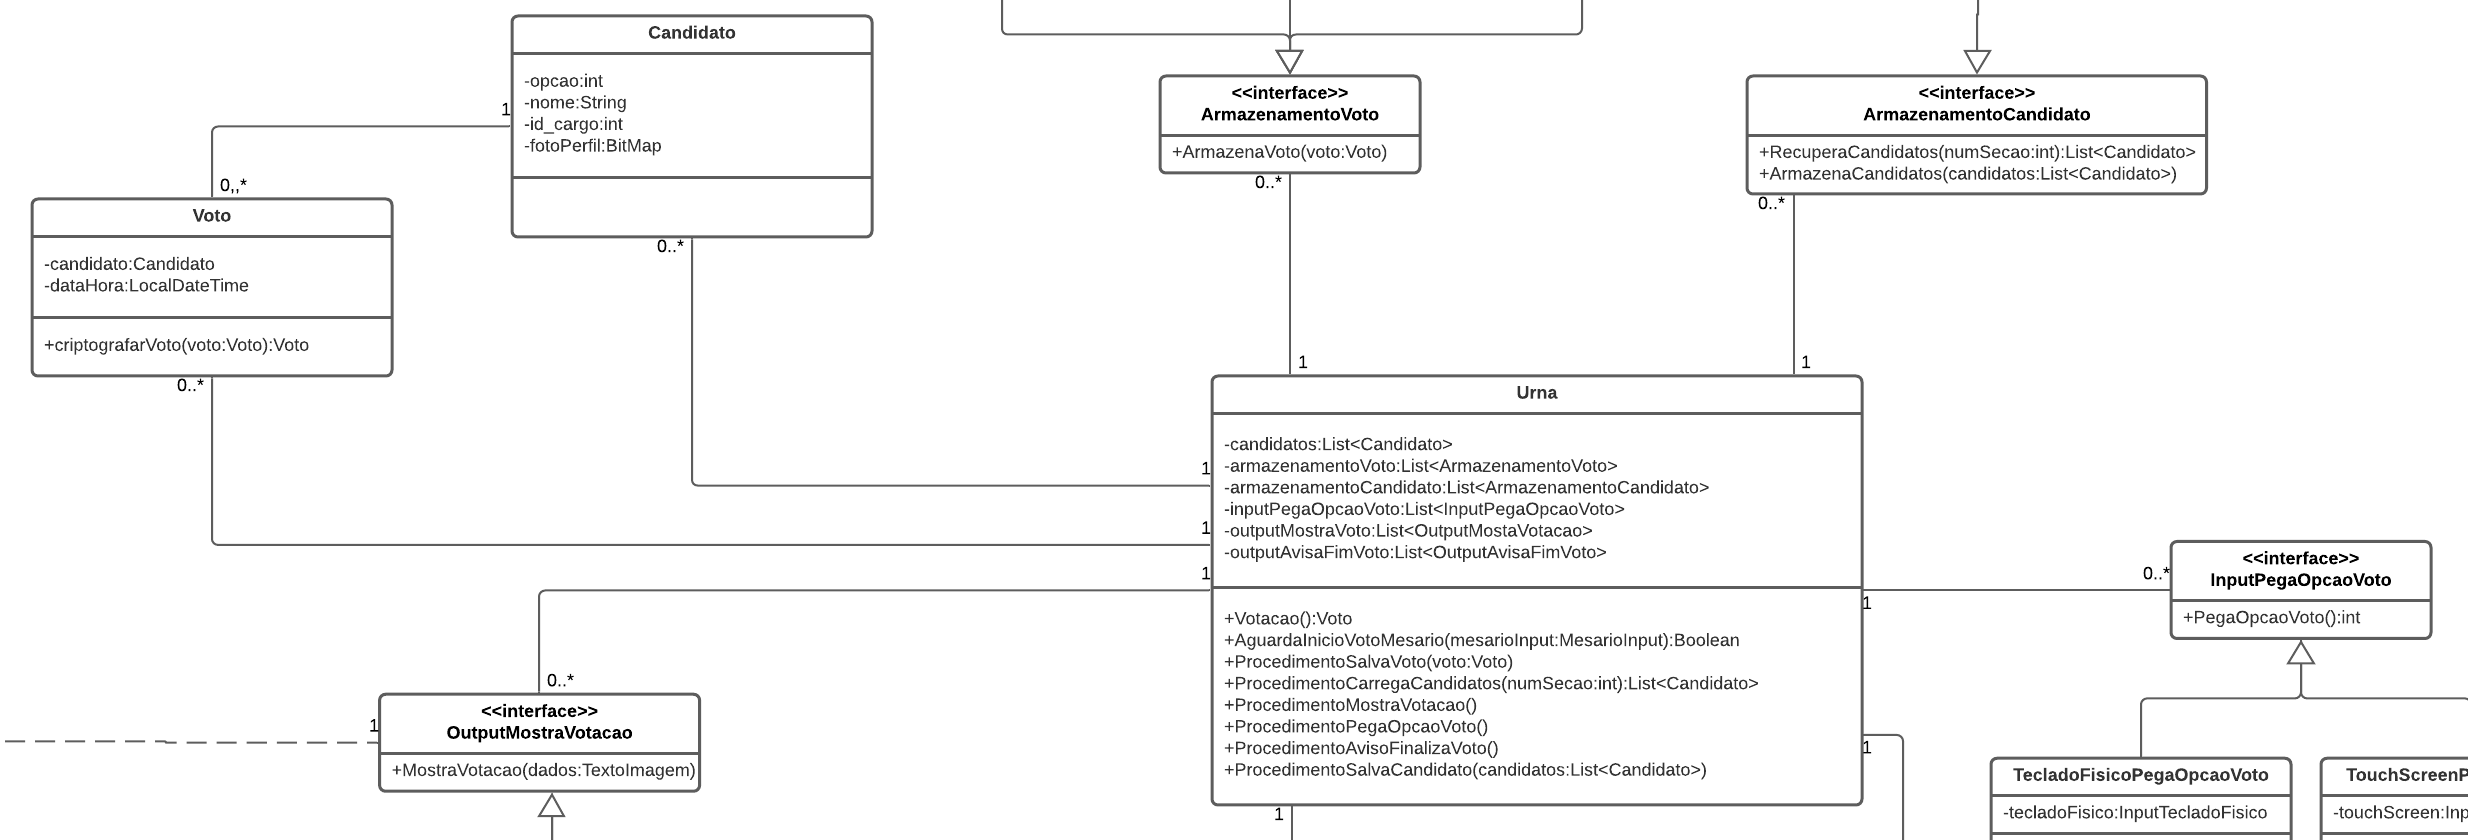 Candidato
-opcao:int
-nome:String
-id_cargo:int
-fotoPerfil:BitMap
1
0,,*
0..*
Voto
-candidato:Candidato
-dataHora:LocalDateTime
+criptografarVoto(voto:Voto):Voto
0..*
<<interface>>
ArmazenamentoVoto
+ArmazenaVoto(voto:Voto)
0..*
1
<<interface>>
ArmazenamentoCandidato
+RecuperaCandidatos(numSecao:int):List<Candidato>
+ArmazenaCandidatos(candidatos:List<Candidato>)
0..*
1
Urna
-candidatos:List<Candidato>
-armazenamentoVoto:List<ArmazenamentoVoto>
-armazenamentoCandidato:List<ArmazenamentoCandidato>
-inputPegaOpcaoVoto:List<InputPegaOpcaoVoto>
-outputMostraVoto:List<OutputMostaVotacao>
-outputAvisaFimVoto:List<OutputAvisaFimVoto>
+Votacao():Voto
+AguardaInicioVotoMesario(mesarioInput:MesarioInput):Boolean
+ProcedimentoSalvaVoto(voto:Voto)
+ProcedimentoCarregaCandidatos(numSecao:int):List<Candidato>
+ProcedimentoMostraVotacao()
+ProcedimentoPegaOpcaoVoto()
+ProcedimentoAvisoFinalizaVoto()
+ProcedimentoSalvaCandidato(candidatos:List<Candidato>)
1
1
1
1
1
1
0..*
<<interface>>
OutputMostraVotacao
+MostraVotacao(dados:TextoImagem)
1
0..*
<<interface>>
InputPegaOpcaoVoto
+PegaOpcaoVoto():int
TecladoFisicoPegaOpcaoVoto
-tecladoFisico:InputTecladoFisico
TouchScreenP
-touchScreen:Inp